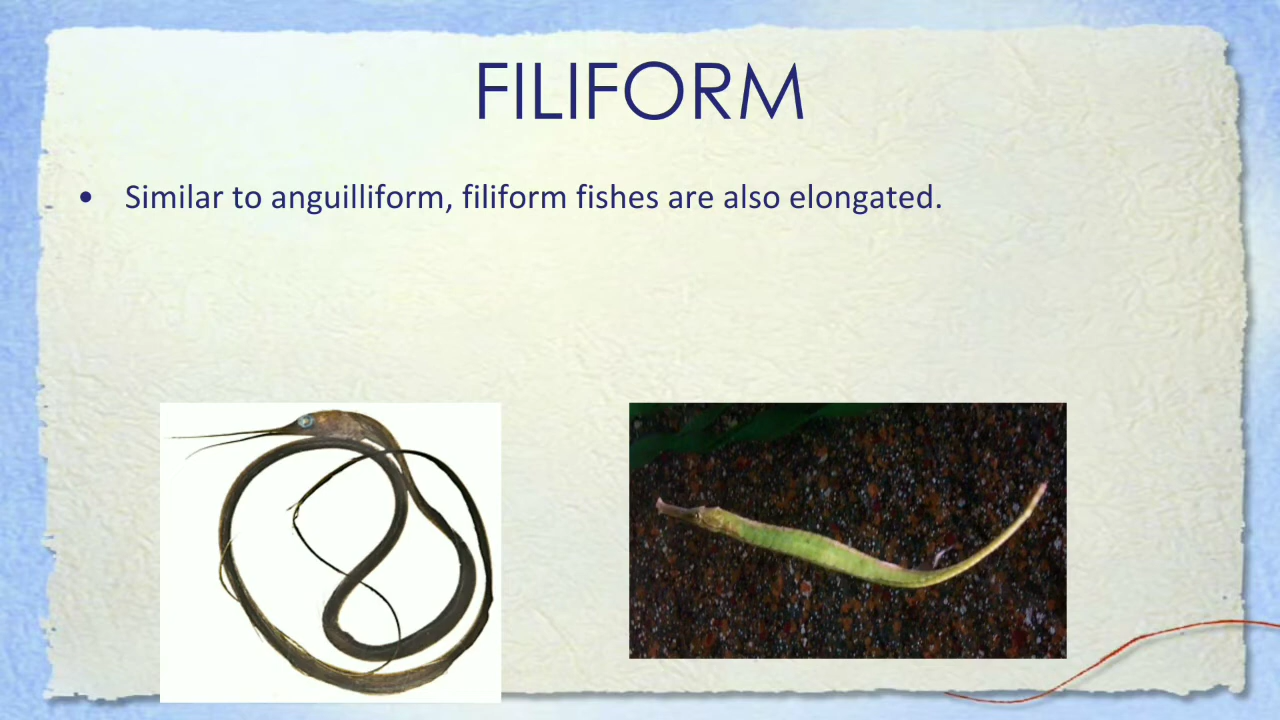 FILIFORM
• Similar to anguilliform, filiform fishes are also elongated.